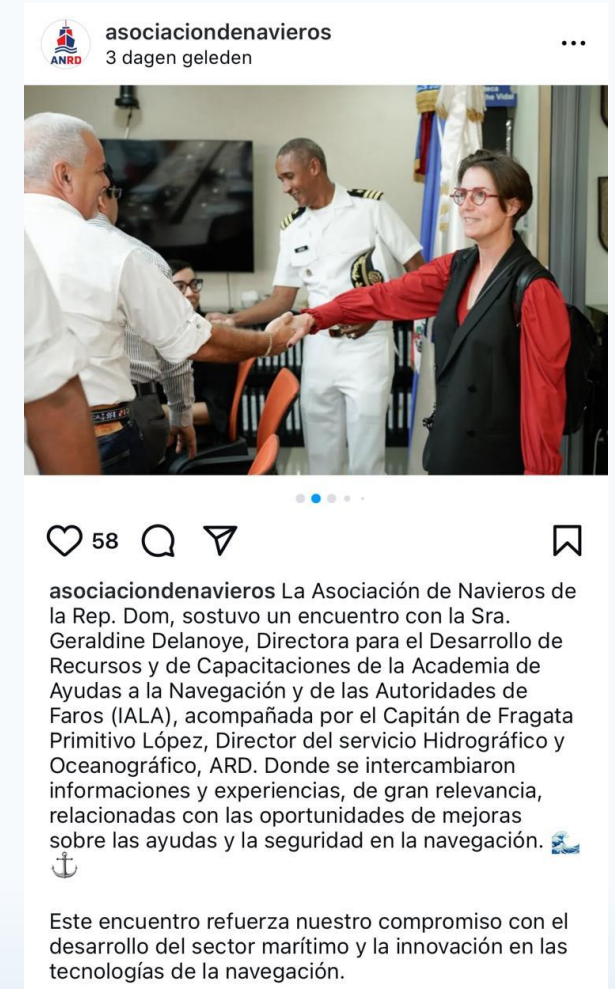 asociaciondenavieros
ANRD
3 dagen geleden
58
asociaciondenavieros La Asociación de Navieros de
la Rep. Dom, sostuvo un encuentro con la Sra.
Geraldine Delanoye, Directora para el Desarrollo de
Recursos y de Capacitaciones de la Academia de
Ayudas a la Navegación y de las Autoridades de
Faros (IALA), acompañada por el Capitán de Fragata
Primitivo López, Director del servicio Hidrográfico y
Oceanográfico, ARD. Donde se intercambiaron
informaciones y experiencias, de gran relevancia,
relacionadas con las oportunidades de mejoras
sobre las ayudas y la seguridad en la navegación. 🌊
⚓
Este encuentro refuerza nuestro compromiso con el
desarrollo del sector marítimo y la innovación en las
tecnologías de la navegación.